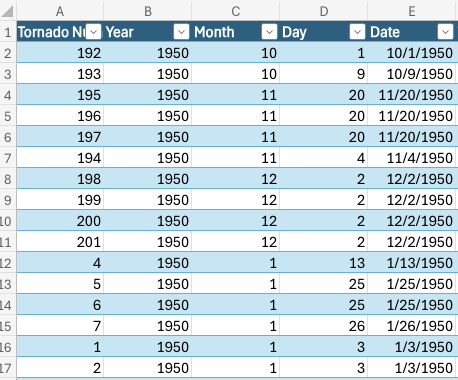 A B C D E
1 Tornado Nu Year Month Day Date
2 192 1950 10 1 10/1/1950
3 193 1950 10 9 10/9/1950
4 195 1950 11 20 11/20/1950
5 196 1950 11 20 11/20/1950
6 197 1950 11 20 11/20/1950
7 194 1950 11 4 11/4/1950
8 198 1950 12 2 12/2/1950
9 199 1950 12 2 12/2/1950
10 200 1950 12 2 12/2/1950
11 201 1950 12 2 12/2/1950
12 4 1950 1 13 1/13/1950
13 5 1950 1 25 1/25/1950
14 6 1950 1 25 1/25/1950
15 7 1950 1 26 1/26/1950
16 1 1950 1 3 1/3/1950
17 2 1950 1 3 1/3/1950